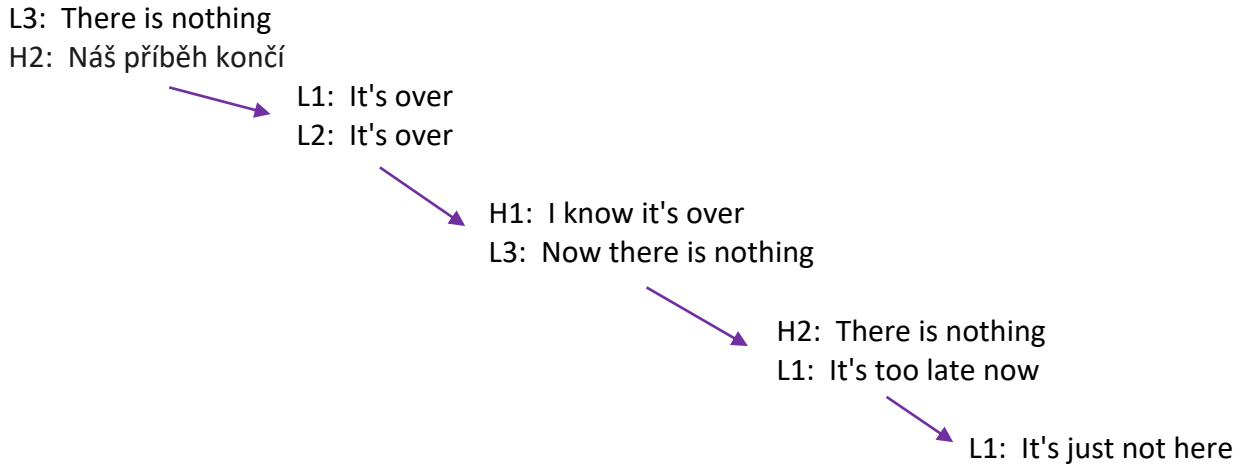 L3: There is nothing
H2: Náš příběh končí
L1: It's over
L2: It's over
H1: I know it's over
L3: Now there is nothing
H2: There is nothing
L1: It's too late now
L1: It's just not here